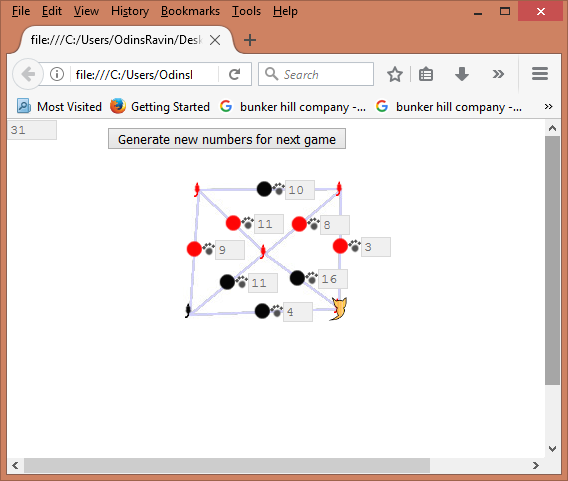 File Edit View History Bookmarks Tools Help
file:///C:/Users/OdinsRavin/Desk
file:///C:/Users/Odinsl
Search
Most Visited Getting Started bunker hill company -... bunker hill company -...
31
Generate new numbers for next game
10
11 8
9 3
11 16
4